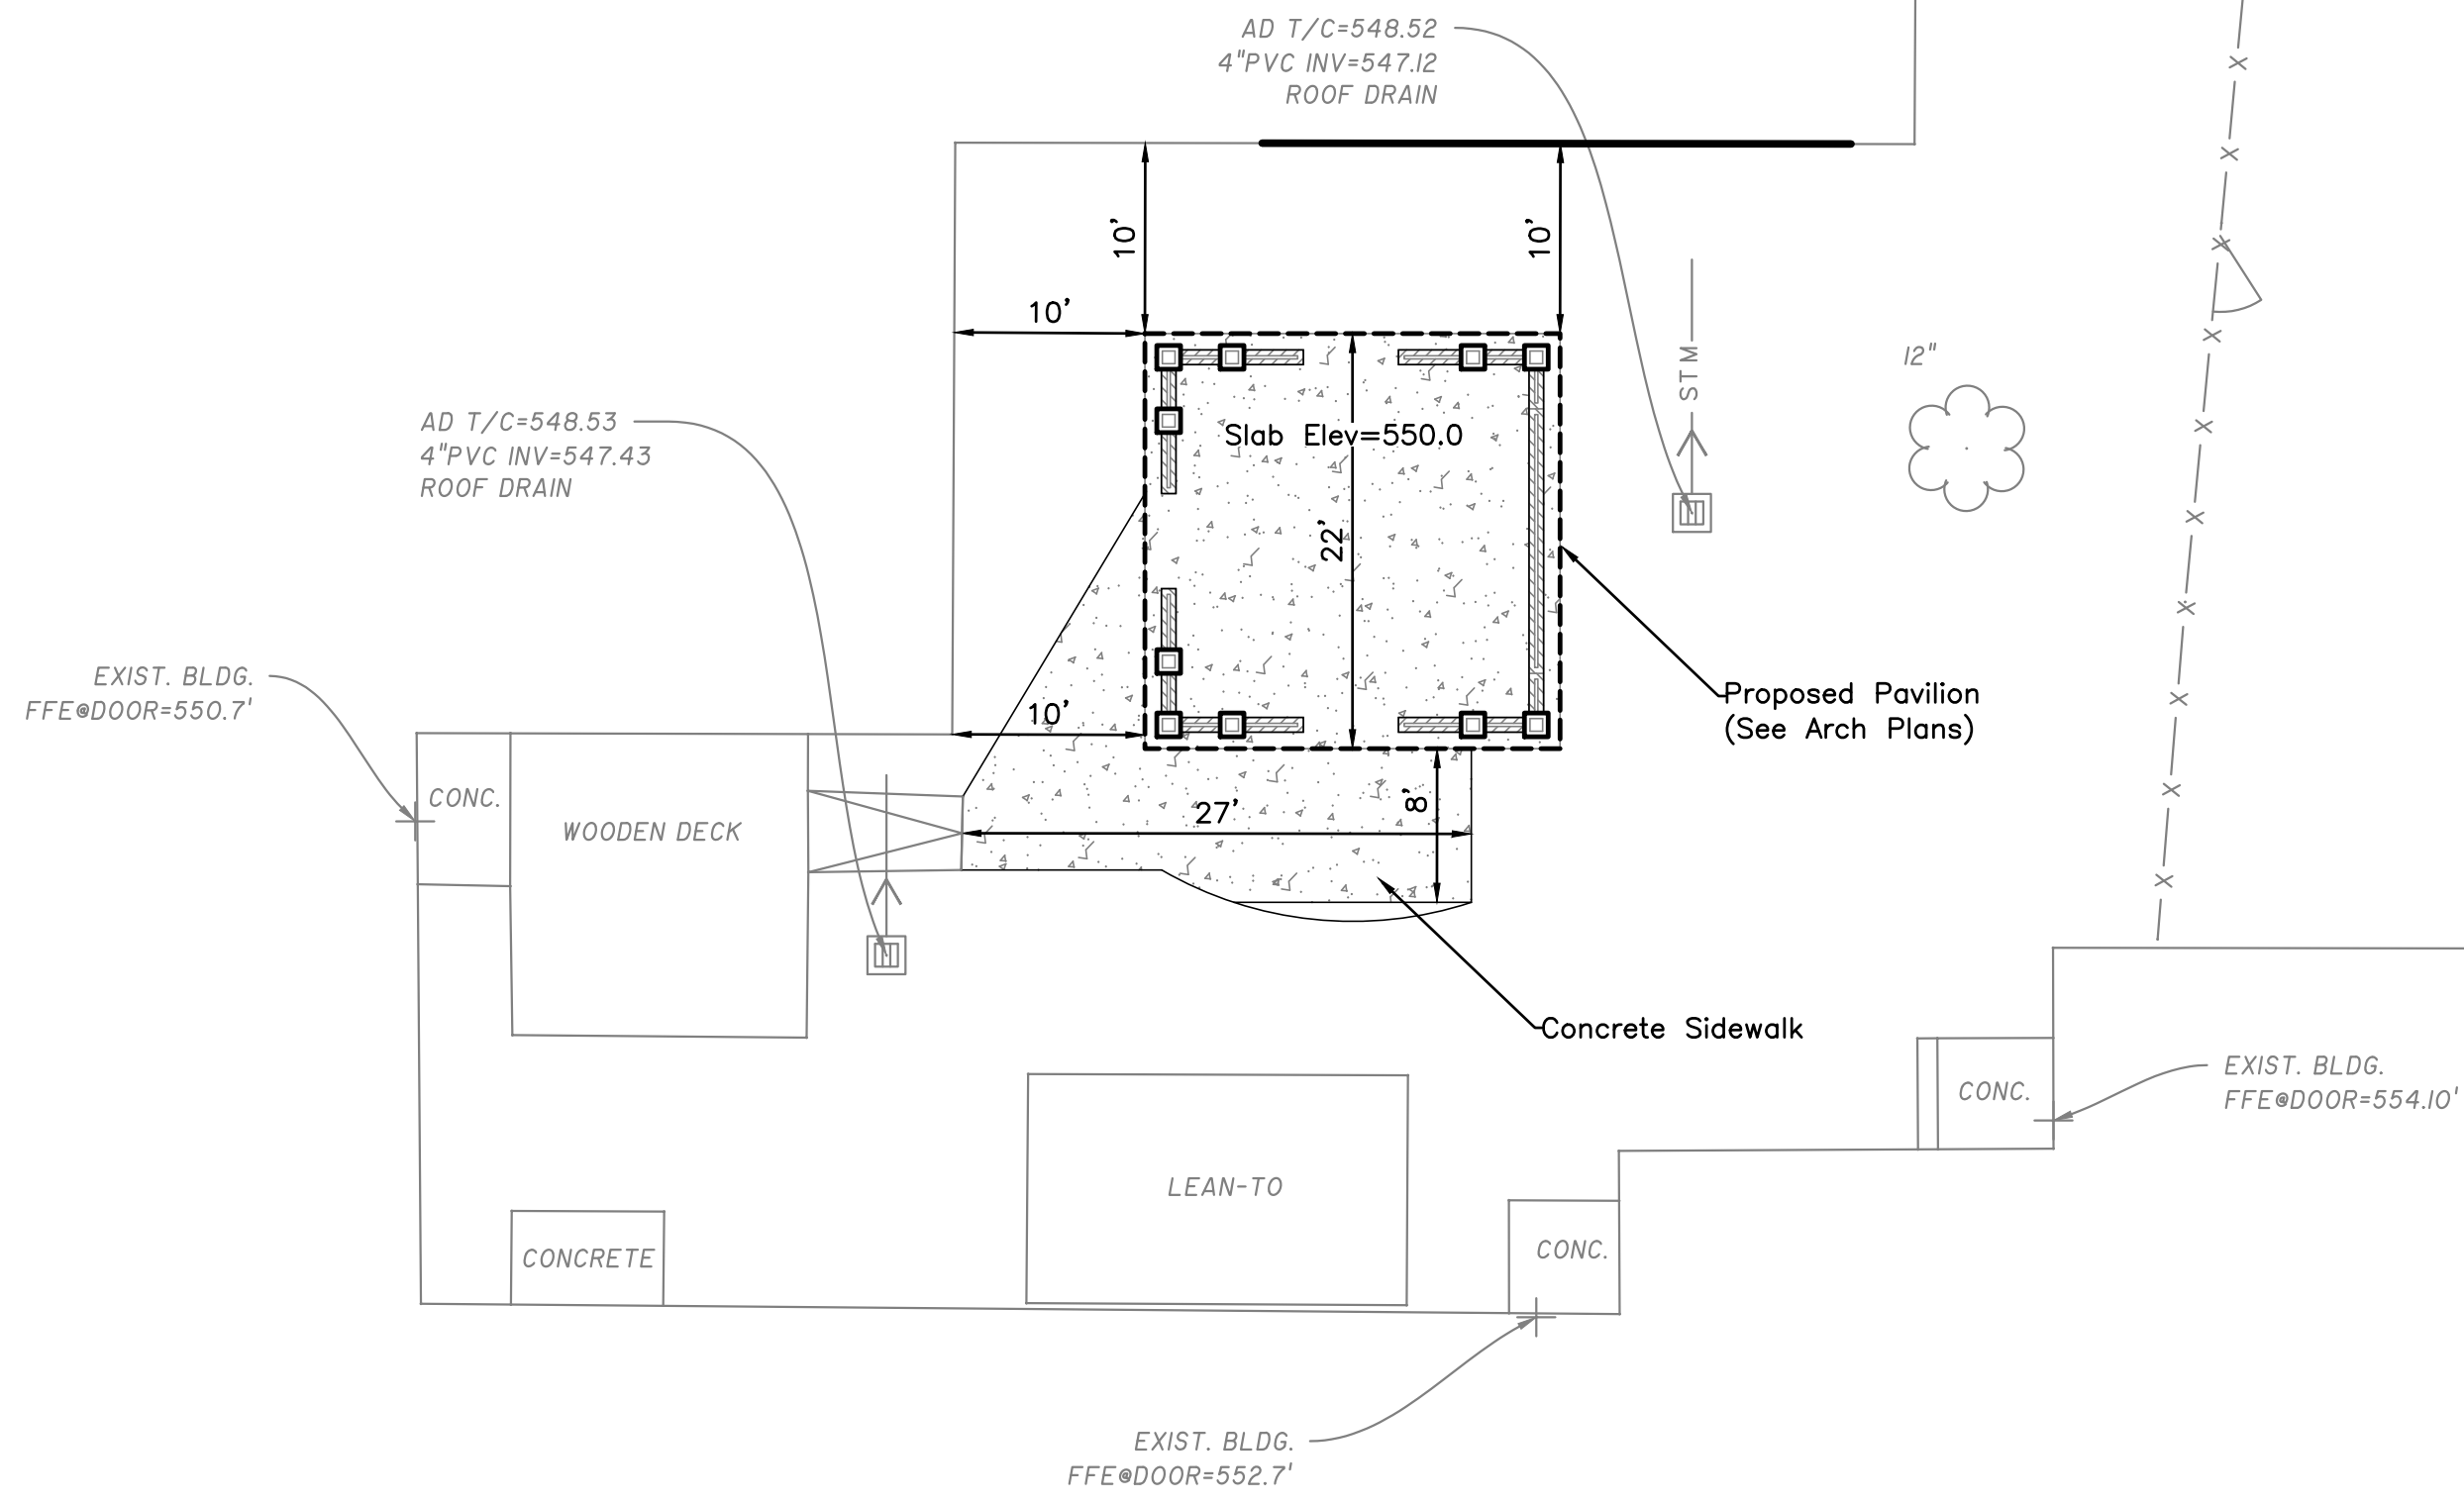 AD T/C=548.52
4"PVC INV=547.12
ROOF DRAIN
10'
10'
10'
STM
12"
AD T/C=548.53
4"PVC INV=547.43
ROOF DRAIN
Slab Elev=550.0
22'
EXIST. BLDG.
FFE@DOOR=550.7'
10'
Proposed Pavilion
(See Arch Plans)
CONC.
WOODEN DECK
27'
8'
Concrete Sidewalk
CONC.
EXIST. BLDG.
FFE@DOOR=554.10'
LEAN-TO
CONCRETE
CONC.
EXIST. BLDG.
FFE@DOOR=552.7'